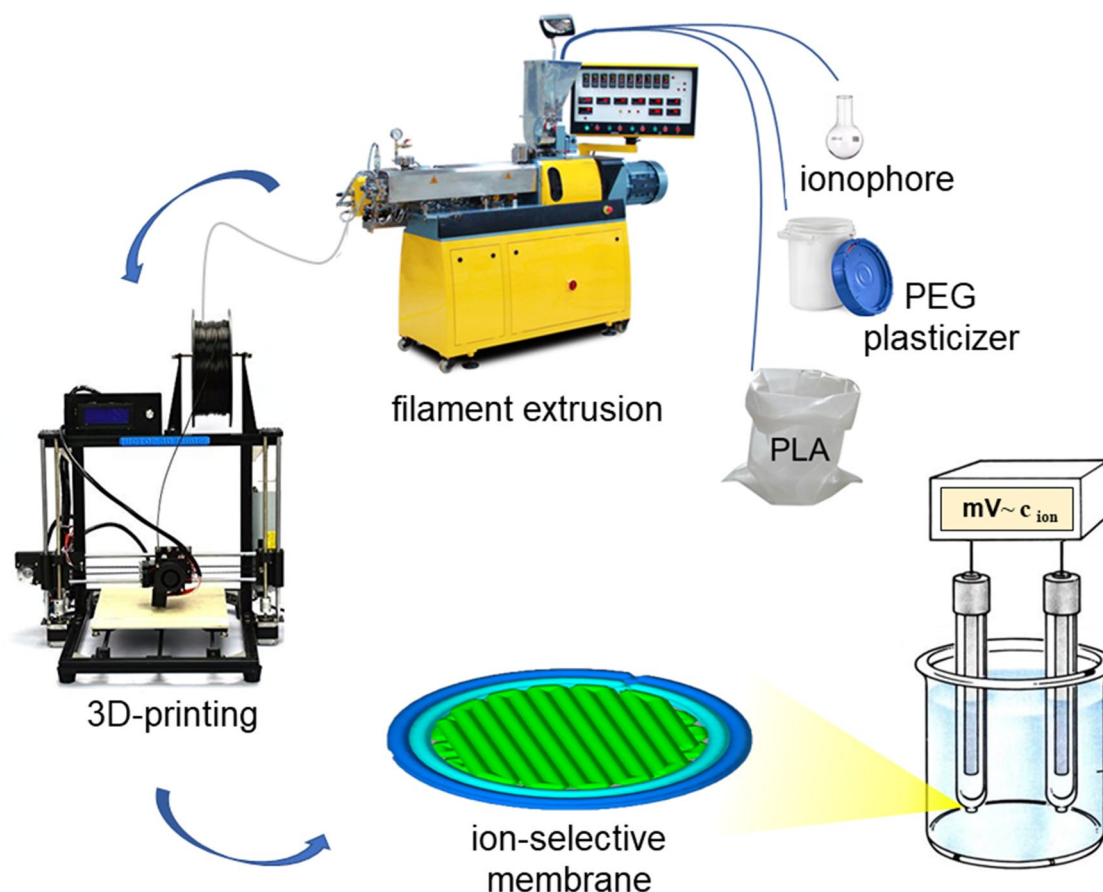 ionophore
PEG
plasticizer
filament extrusion
PLA
mV~ c ion
3D-printing
ion-selective
membrane